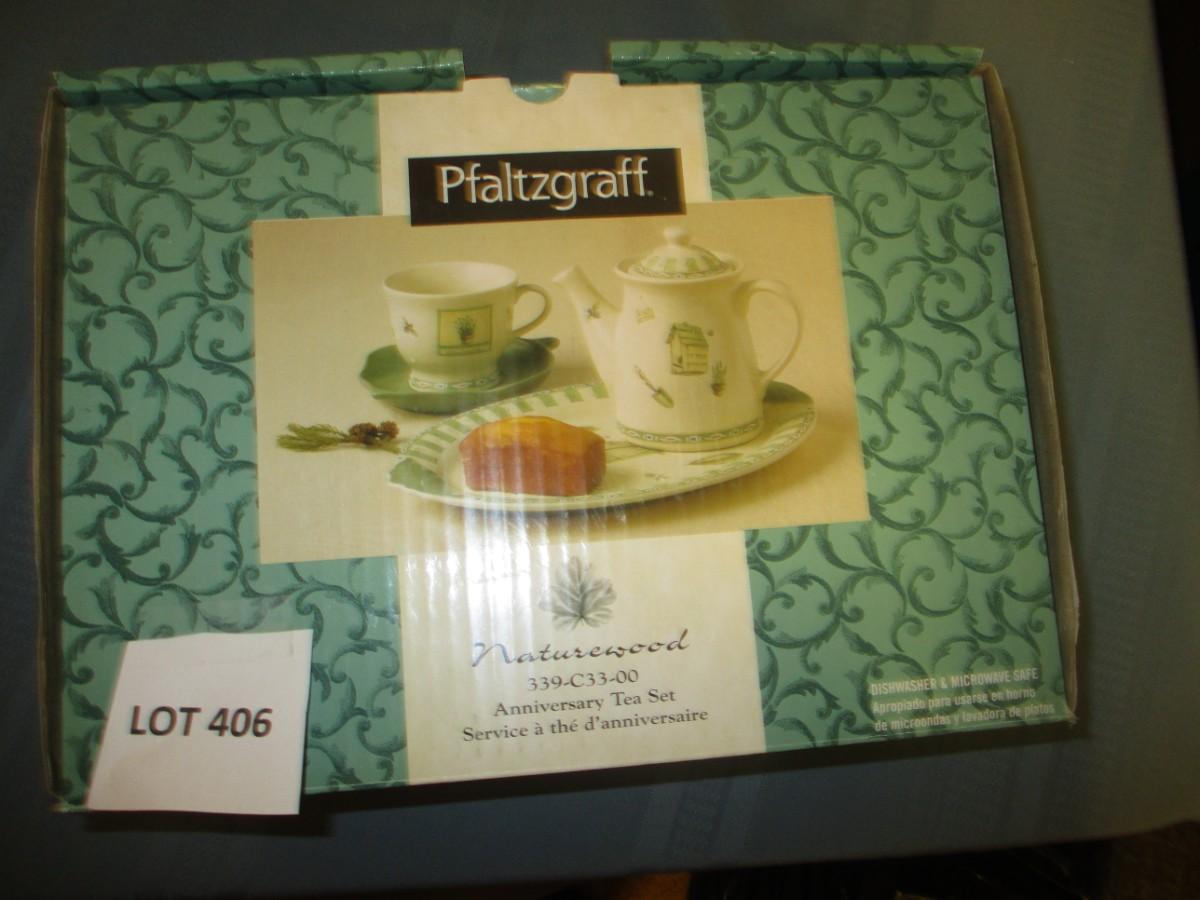 Pfaltzgraff
Naturewood
339-C33-00
Anniversary Tea Set
Service à thé d'anniversaire
LOT 406
DISHWASHER & MICROWAVE SAFE
Apropiado para usarse en horno
de microondas y lavadora de platos